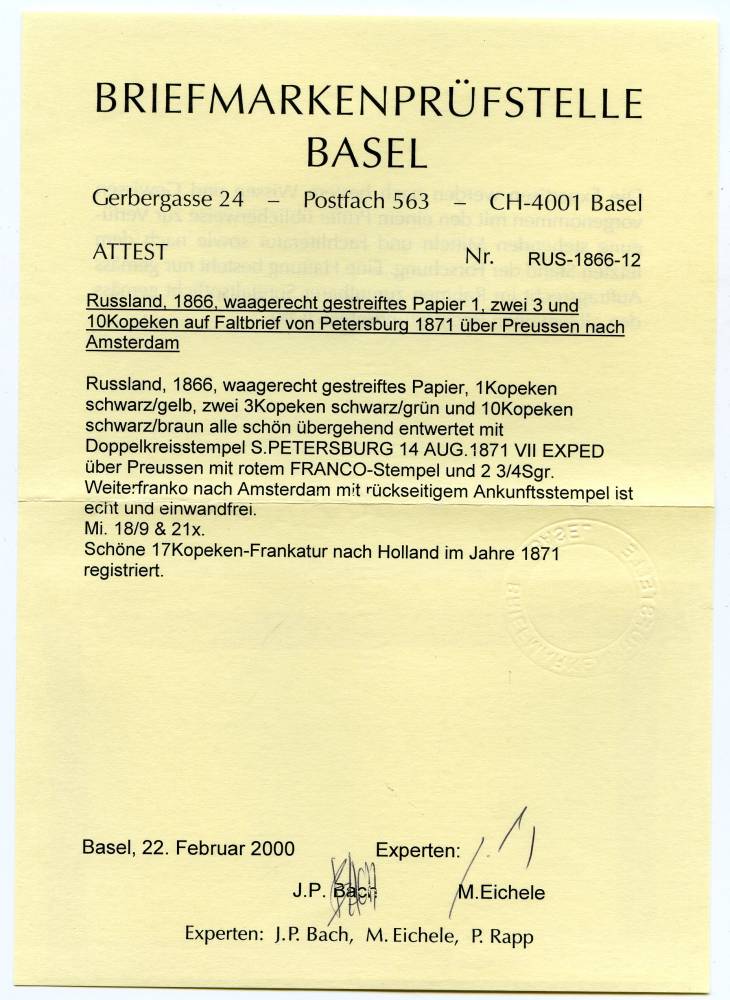 BRIEFMARKENPRÜFSTELLE
BASEL
Gerbergasse 24 – Postfach 563 – CH-4001 Basel
ATTEST Nr. RUS-1866-12
Russland, 1866, waagerecht gestreiftes Papier 1, zwei 3 und
10Kopeken auf Faltbrief von Petersburg 1871 über Preussen nach
Amsterdam
Russland, 1866, waagerecht gestreiftes Papier, 1Kopeken
schwarz/gelb, zwei 3Kopeken schwarz/grün und 10Kopeken
schwarz/braun alle schön übergehend entwertet mit
Doppelkreisstempel S.PETERSBURG 14 AUG.1871 VII EXPED
über Preussen mit rotem FRANCO-Stempel und 2 3/4Sgr.
Weiterfranko nach Amsterdam mit rückseitigem Ankunftsstempel ist
echt und einwandfrei.
Mi. 18/9 & 21x.
Schöne 17Kopeken-Frankatur nach Holland im Jahre 1871
registriert.
BASEL
Basel, 22. Februar 2000 Experten:
J.P. Bach M.Eichele
Experten: J.P. Bach, M. Eichele, P. Rapp